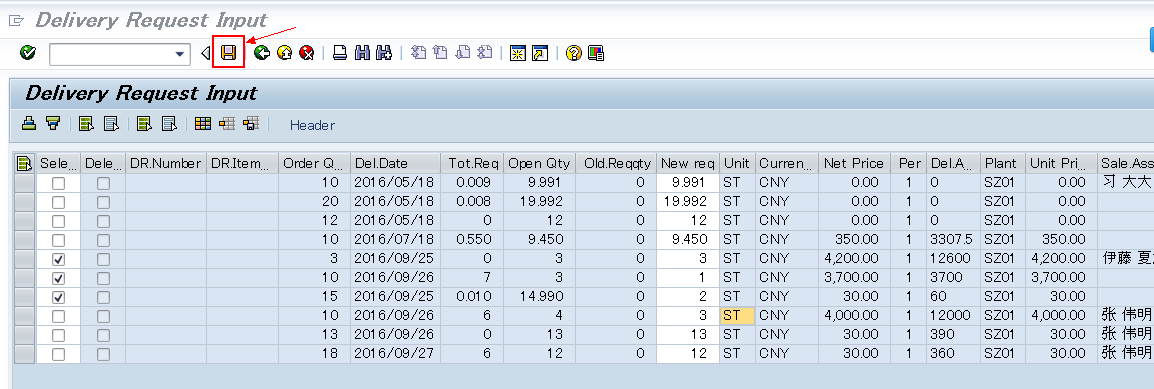 Delivery Request Input
Delivery Request Input
Header
Sele... Dele... DR.Number DR.Item... Order Q... Del.Date Tot.Req Open Qty Old.Reqqty New req Unit Curren... Net Price Per Del.A... Plant Unit Pri... Sale.Ass
10 2016/05/18 0.009 9.991 0 9.991 ST CNY 0.00 1 0 SZ01 0.00 习 大大
20 2016/05/18 0.008 19.992 0 19.992 ST CNY 0.00 1 0 SZ01 0.00
12 2016/05/18 0 12 0 12 ST CNY 0.00 1 0 SZ01 0.00
10 2016/07/18 0.550 9.450 0 9.450 ST CNY 350.00 1 3307.5 SZ01 350.00
3 2016/09/25 0 3 0 3 ST CNY 4,200.00 1 12600 SZ01 4,200.00 伊藤 夏
10 2016/09/26 7 3 0 1 ST CNY 3,700.00 1 3700 SZ01 3,700.00
15 2016/09/25 0.010 14.990 0 2 ST CNY 30.00 1 60 SZ01 30.00
10 2016/09/26 6 4 0 3 ST CNY 4,000.00 1 12000 SZ01 4,000.00 张 伟明
13 2016/09/26 0 13 0 13 ST CNY 30.00 1 390 SZ01 30.00 张 伟明
18 2016/09/27 6 12 0 12 ST CNY 30.00 1 360 SZ01 30.00 张 伟明